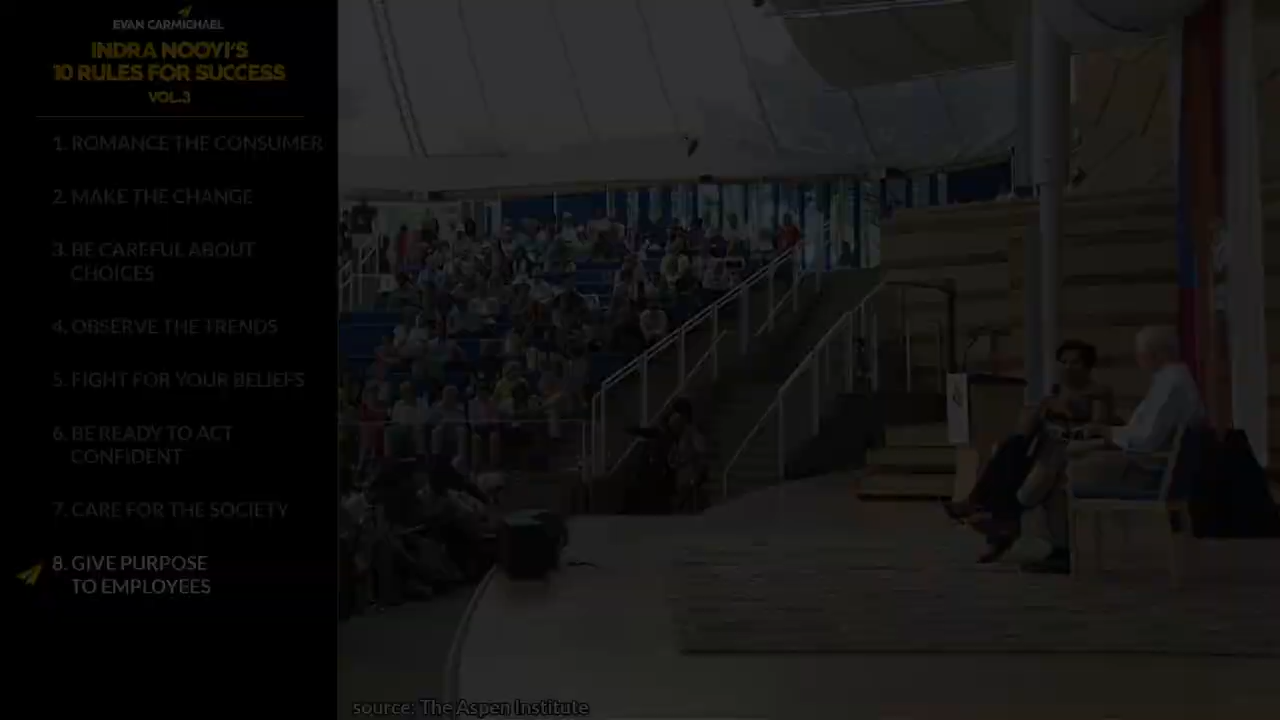 EVAN CARMICHAEL
INDRA NOOYI'S
10 RULES FOR SUCCESS
VOL.3
1. ROMANCE THE CONSUMER
2. MAKE THE CHANGE
3. BE CAREFUL ABOUT
CHOICES
4. OBSERVE THE TRENDS
5. FIGHT FOR YOUR BELIEFS
6. BE READY TO ACT
CONFIDENT
7. CARE FOR THE SOCIETY
8. GIVE PURPOSE
TO EMPLOYEES
source: The Aspen Institute